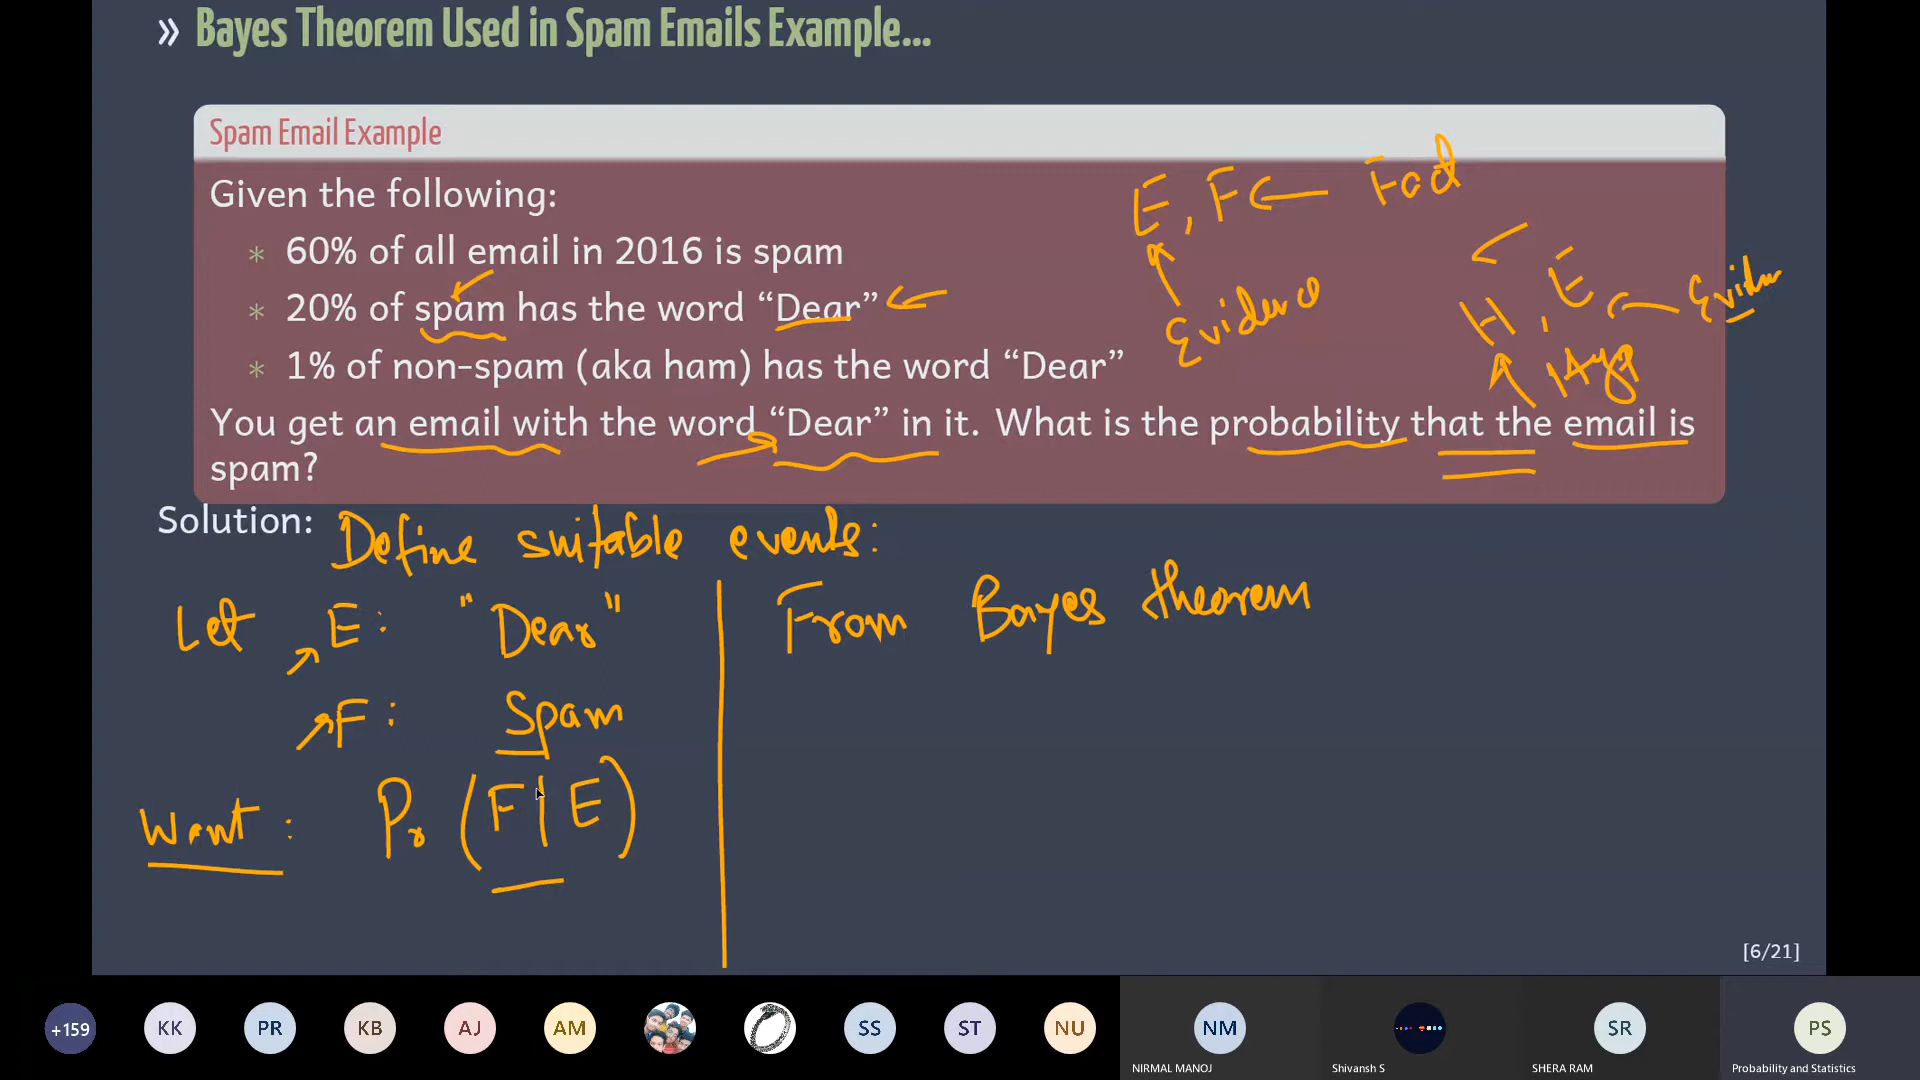 » Bayes Theorem Used in Spam Emails Example...
Spam Email Example
Given the following:
* 60% of all email in 2016 is spam
* 20% of spam has the word “Dear”
* 1% of non-spam (aka ham) has the word “Dear”
You get an email with the word “Dear” in it. What is the probability that the email is
spam?
E, F Fact
Evidence
H, E
Hyp
Solution: Define suitable events:
Let E: "Dear"
F: Spam
Want: Pr (F|E)
From Bayes theorem
[6/21]
+159 KK PR KB AJ AM SS ST NU NM SR PS
NIRMAL MANOJ Shivansh S SHERA RAM Probability and Statistics